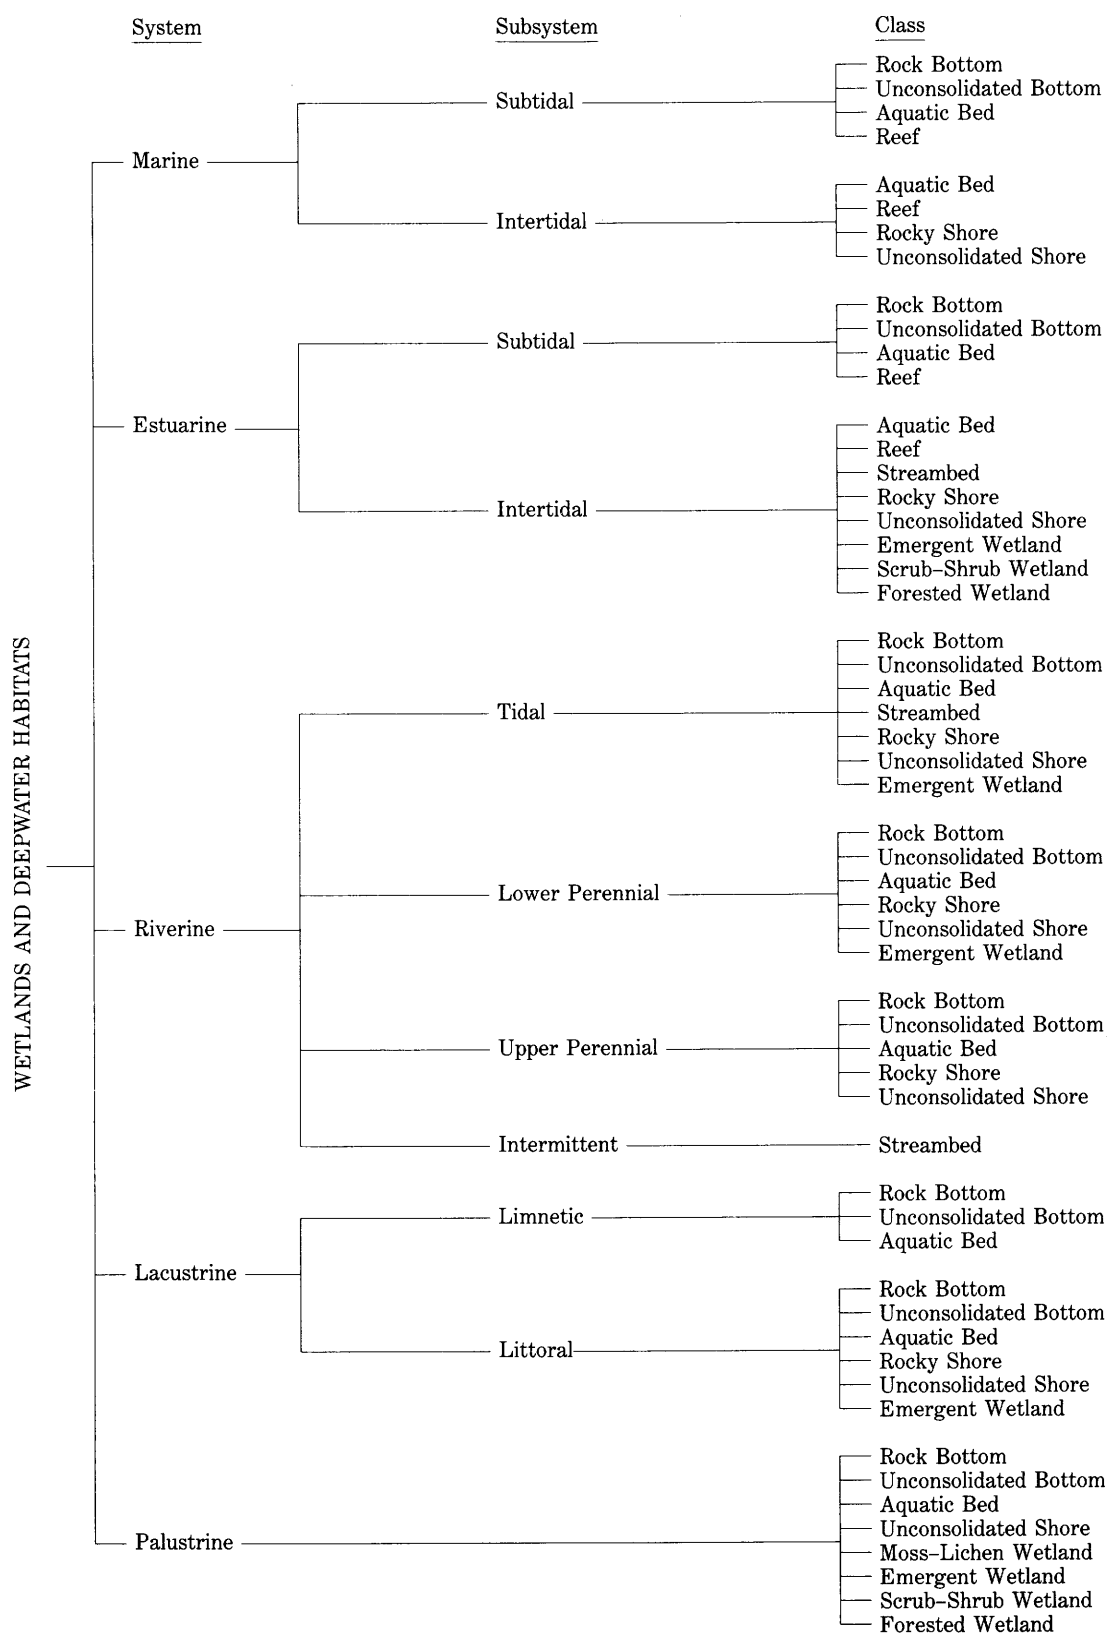 System Subsystem Class
WETLANDS AND DEEPWATER HABITATS
Marine
Subtidal
Rock Bottom
Unconsolidated Bottom
Aquatic Bed
Reef
Intertidal
Aquatic Bed
Reef
Rocky Shore
Unconsolidated Shore
Estuarine
Subtidal
Rock Bottom
Unconsolidated Bottom
Aquatic Bed
Reef
Intertidal
Aquatic Bed
Reef
Streambed
Rocky Shore
Unconsolidated Shore
Emergent Wetland
Scrub–Shrub Wetland
Forested Wetland
Riverine
Tidal
Rock Bottom
Unconsolidated Bottom
Aquatic Bed
Streambed
Rocky Shore
Unconsolidated Shore
Emergent Wetland
Lower Perennial
Rock Bottom
Unconsolidated Bottom
Aquatic Bed
Rocky Shore
Unconsolidated Shore
Emergent Wetland
Upper Perennial
Rock Bottom
Unconsolidated Bottom
Aquatic Bed
Rocky Shore
Unconsolidated Shore
Intermittent
Streambed
Lacustrine
Limnetic
Rock Bottom
Unconsolidated Bottom
Aquatic Bed
Littoral
Rock Bottom
Unconsolidated Bottom
Aquatic Bed
Rocky Shore
Unconsolidated Shore
Emergent Wetland
Palustrine
Rock Bottom
Unconsolidated Bottom
Aquatic Bed
Unconsolidated Shore
Moss–Lichen Wetland
Emergent Wetland
Scrub–Shrub Wetland
Forested Wetland